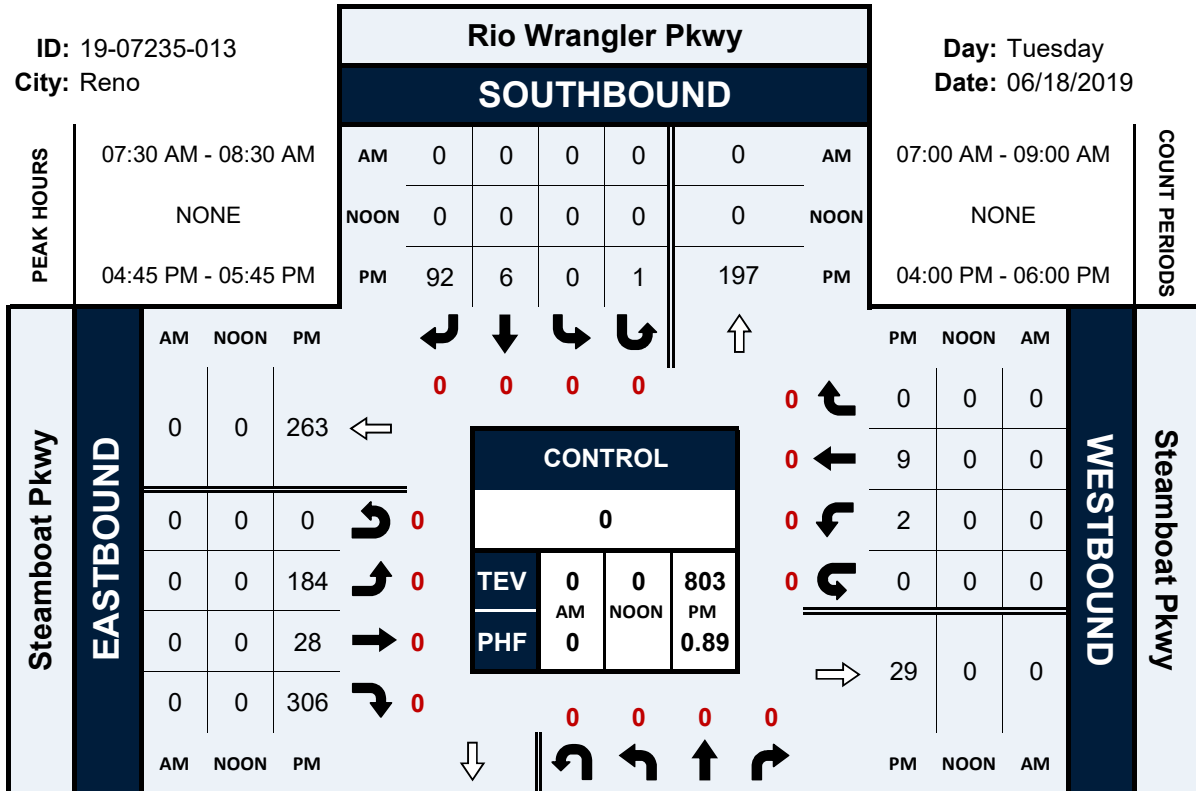 ID: 19-07235-013
City: Reno
Rio Wrangler Pkwy
SOUTHBOUND
Day: Tuesday
Date: 06/18/2019
PEAK HOURS
07:30 AM - 08:30 AM
NONE
04:45 PM - 05:45 PM
AM 0 0 0 0 0 AM
NOON 0 0 0 0 0 NOON
PM 92 6 0 1 197 PM
07:00 AM - 09:00 AM
NONE
04:00 PM - 06:00 PM
COUNT PERIODS
0 0 0 0
Steamboat Pkwy
EASTBOUND
AM NOON PM
0 0 263
0 0 0 0
0 0 184 0
0 0 28 0
0 0 306 0
AM NOON PM
CONTROL
0
TEV 0 0 803
AM NOON PM
PHF 0 0.89
PM NOON AM
0 0 0 0
0 9 0 0
0 2 0 0
0 0 0 0
29 0 0
PM NOON AM
WESTBOUND
Steamboat Pkwy
0 0 0 0